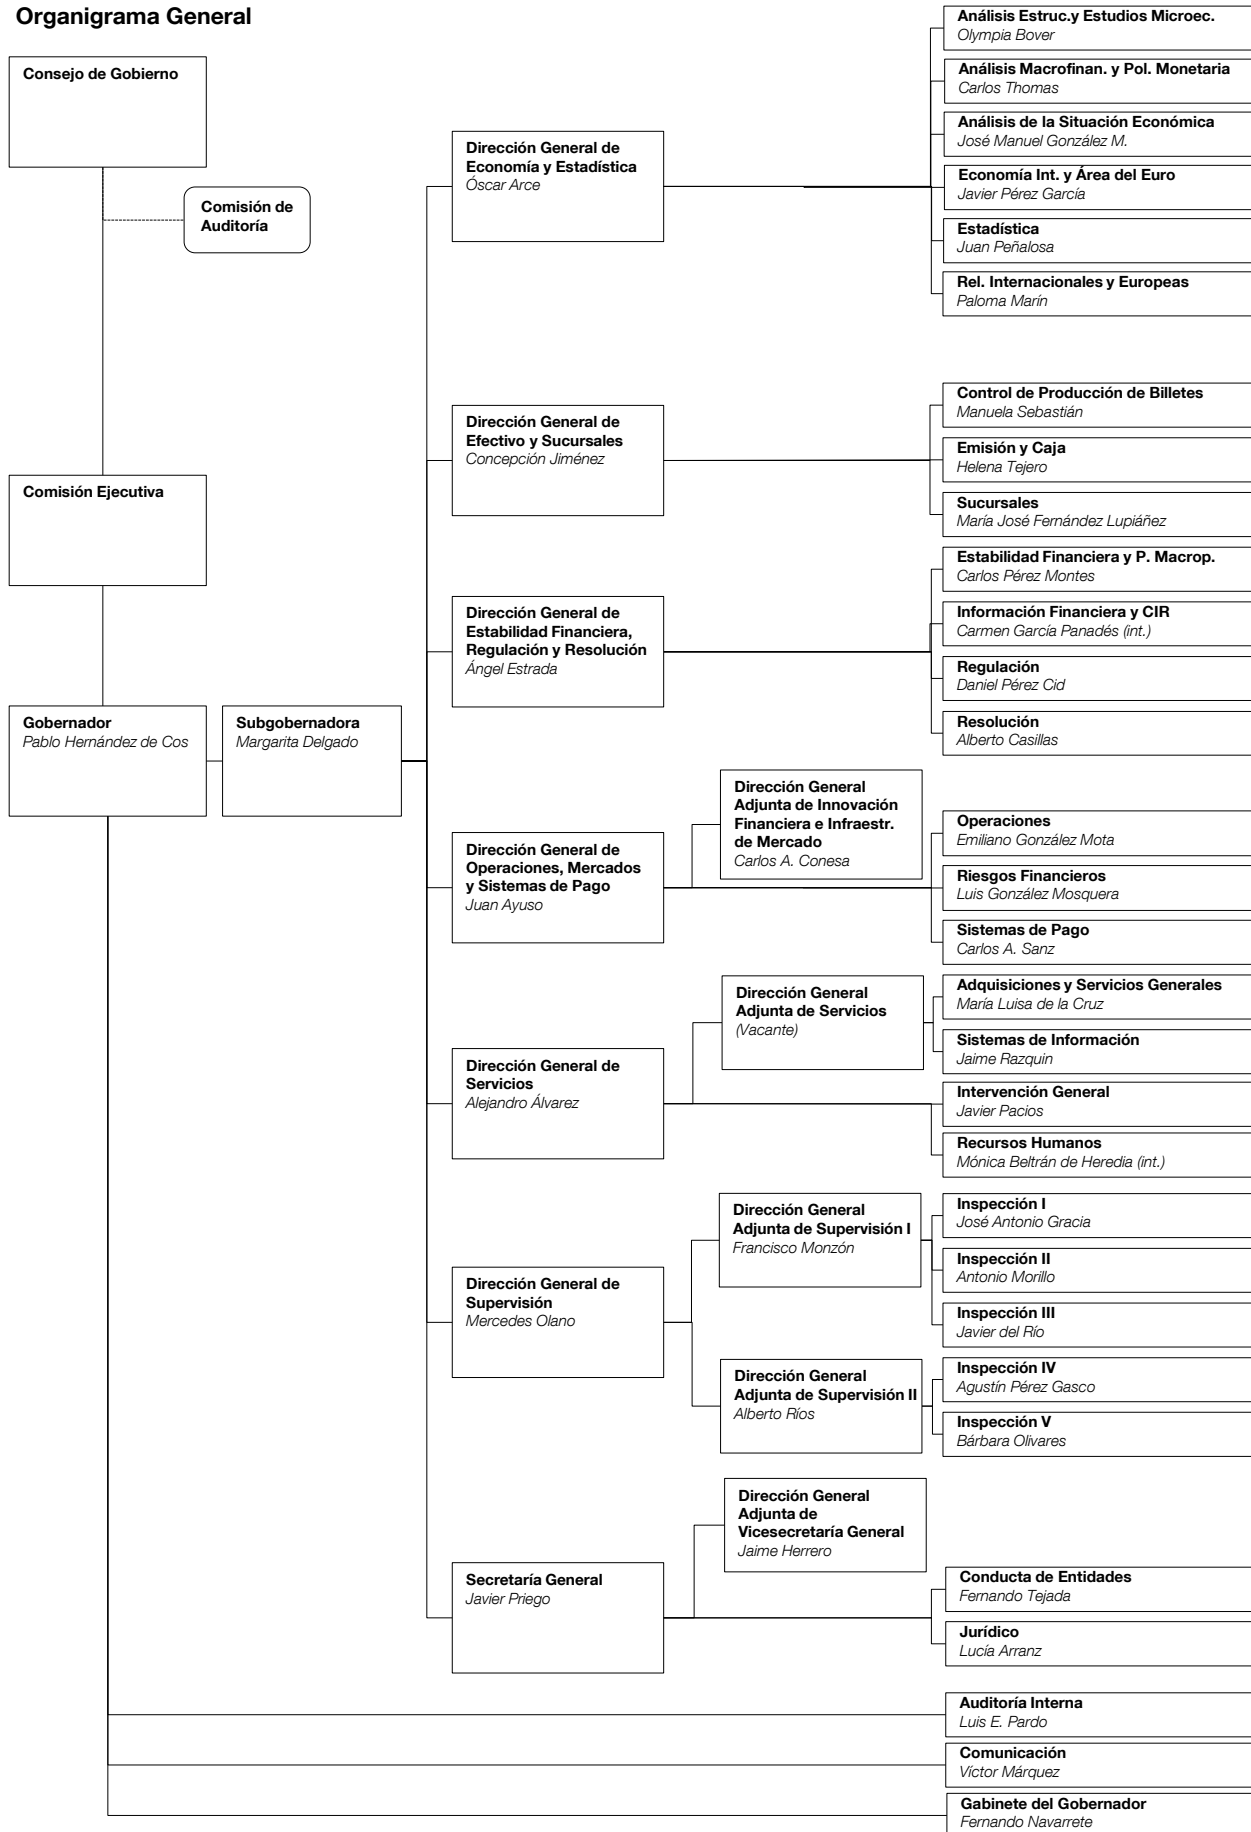 Organigrama General
Consejo de Gobierno
Comisión de
Auditoría
Comisión Ejecutiva
Gobernador
Pablo Hernández de Cos
Subgobernadora
Margarita Delgado
Dirección General de
Economía y Estadística
Óscar Arce
Análisis Estruc.y Estudios Microec.
Olympia Bover
Análisis Macrofinan. y Pol. Monetaria
Carlos Thomas
Análisis de la Situación Económica
José Manuel González M.
Economía Int. y Área del Euro
Javier Pérez García
Estadística
Juan Peñalosa
Rel. Internacionales y Europeas
Paloma Marín
Dirección General de
Efectivo y Sucursales
Concepción Jiménez
Control de Producción de Billetes
Manuela Sebastián
Emisión y Caja
Helena Tejero
Sucursales
María José Fernández Lupiáñez
Dirección General de
Estabilidad Financiera,
Regulación y Resolución
Ángel Estrada
Estabilidad Financiera y P. Macrop.
Carlos Pérez Montes
Información Financiera y CIR
Carmen García Panadés (int.)
Regulación
Daniel Pérez Cid
Resolución
Alberto Casillas
Dirección General de
Operaciones, Mercados
y Sistemas de Pago
Juan Ayuso
Dirección General
Adjunta de Innovación
Financiera e Infraestr.
de Mercado
Carlos A. Conesa
Operaciones
Emiliano González Mota
Riesgos Financieros
Luis González Mosquera
Sistemas de Pago
Carlos A. Sanz
Dirección General de
Servicios
Alejandro Álvarez
Dirección General
Adjunta de Servicios
(Vacante)
Adquisiciones y Servicios Generales
María Luisa de la Cruz
Sistemas de Información
Jaime Razquin
Intervención General
Javier Pacios
Recursos Humanos
Mónica Beltrán de Heredia (int.)
Dirección General de
Supervisión
Mercedes Olano
Dirección General
Adjunta de Supervisión I
Francisco Monzón
Inspección I
José Antonio Gracia
Inspección II
Antonio Morillo
Inspección III
Javier del Río
Dirección General
Adjunta de Supervisión II
Alberto Ríos
Inspección IV
Agustín Pérez Gasco
Inspección V
Bárbara Olivares
Secretaría General
Javier Priego
Dirección General
Adjunta de
Vicesecretaría General
Jaime Herrero
Conducta de Entidades
Fernando Tejada
Jurídico
Lucía Arranz
Auditoría Interna
Luis E. Pardo
Comunicación
Víctor Márquez
Gabinete del Gobernador
Fernando Navarrete